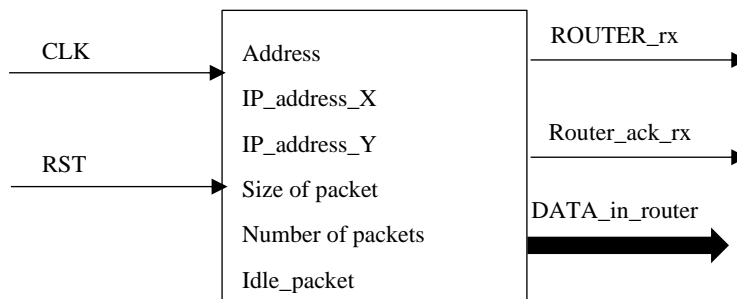 CLK
RST
Address
IP_address_X
IP_address_Y
Size of packet
Number of packets
Idle_packet
ROUTER_rx
Router_ack_rx
DATA_in_router